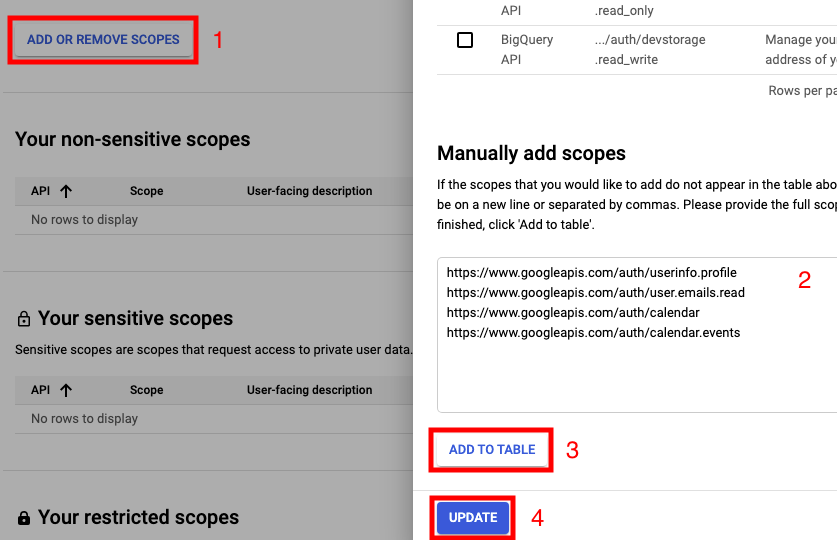 ADD OR REMOVE SCOPES
1
Your non-sensitive scopes
API Scope User-facing description
No rows to display
Your sensitive scopes
Sensitive scopes are scopes that request access to private user data.
API Scope User-facing description
No rows to display
Your restricted scopes
API .read_only
BigQuery .../auth/devstorage Manage your
API .read_write address of
Rows per
Manually add scopes
If the scopes that you would like to add do not appear in the table
be on a new line or separated by commas. Please provide the full
finished, click 'Add to table'.
https://www.googleapis.com/auth/userinfo.profile
2
https://www.googleapis.com/auth/user.emails.read
https://www.googleapis.com/auth/calendar
https://www.googleapis.com/auth/calendar.events
ADD TO TABLE
3
UPDATE
4